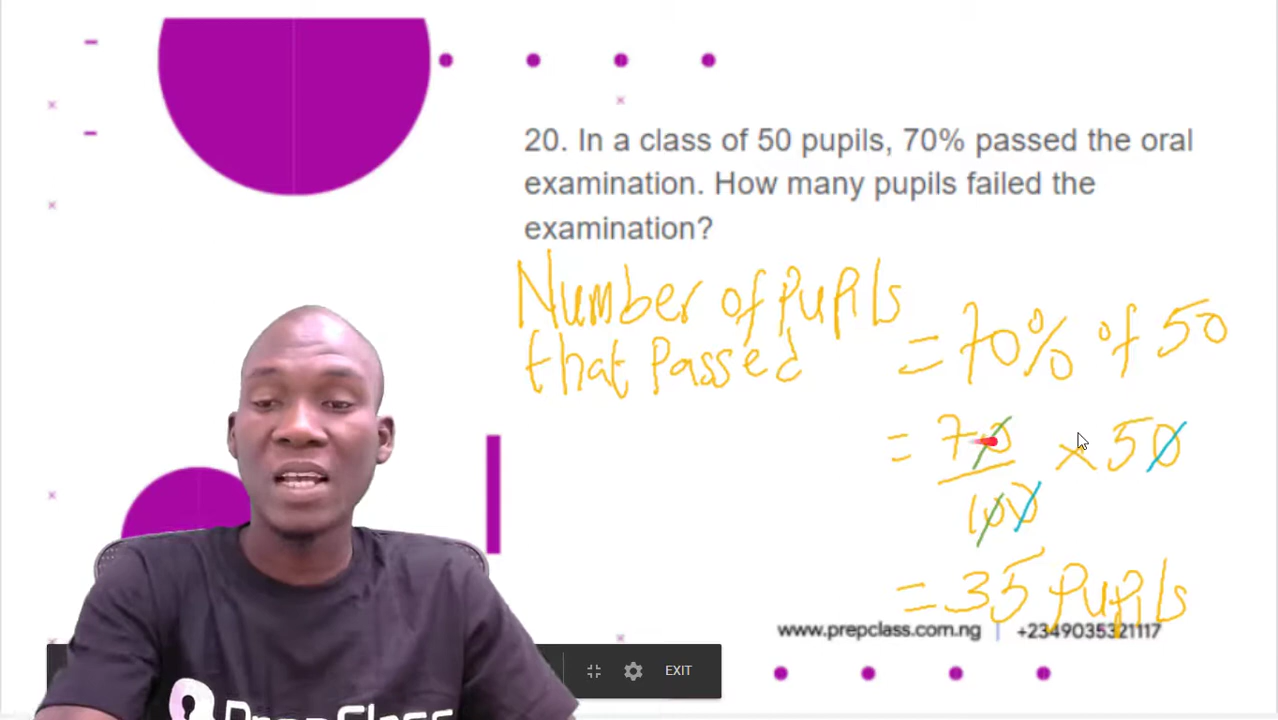 20. In a class of 50 pupils, 70% passed the oral
examination. How many pupils failed the
examination?
Number of pupils
that Passed
= 70% of 50
= 70/100 × 50
= 35 pupils
www.prepclass.com.ng | +2349035321117
EXIT
PrepClass